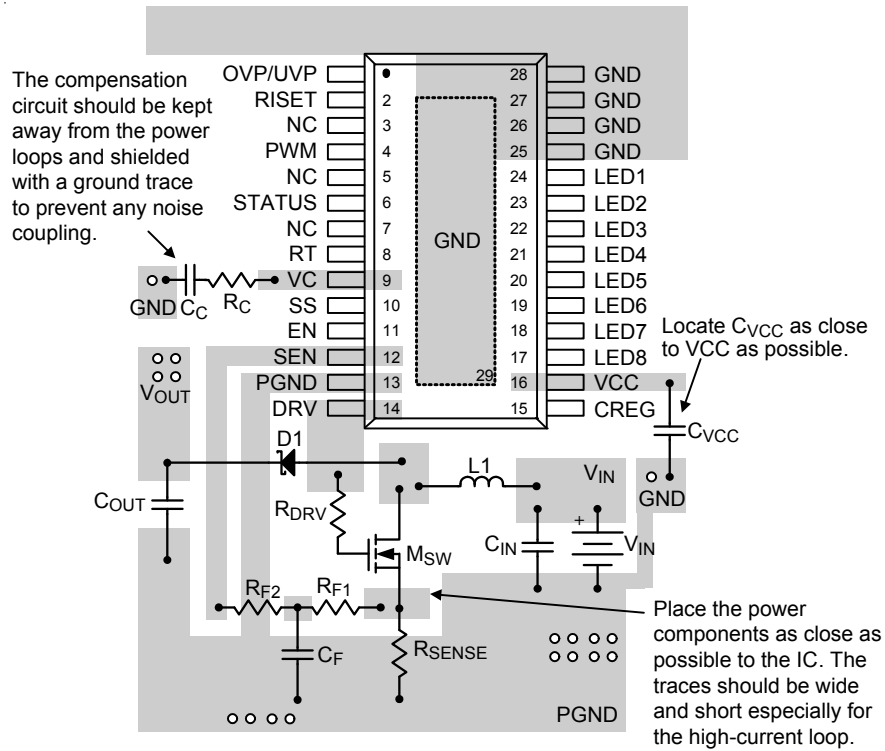 The compensation
circuit should be kept
away from the power
loops and shielded
with a ground trace
to prevent any noise
coupling.
OVP/UVP
RISET 2
NC 3
PWM 4
NC 5
STATUS 6
NC 7
RT 8
VC 9
SS 10
EN 11
SEN 12
PGND 13
DRV 14
GND
29
28 GND
27 GND
26 GND
25 GND
24 LED1
23 LED2
22 LED3
21 LED4
20 LED5
19 LED6
18 LED7
17 LED8
16 VCC
15 CREG
GND CC RC
Locate CVCC as close
to VCC as possible.
CVCC
GND
VOUT
D1
L1
VIN
COUT
RDRV
MSW
CIN
+
VIN
RF2
RF1
CF
RSENSE
PGND
Place the power
components as close as
possible to the IC. The
traces should be wide
and short especially for
the high-current loop.